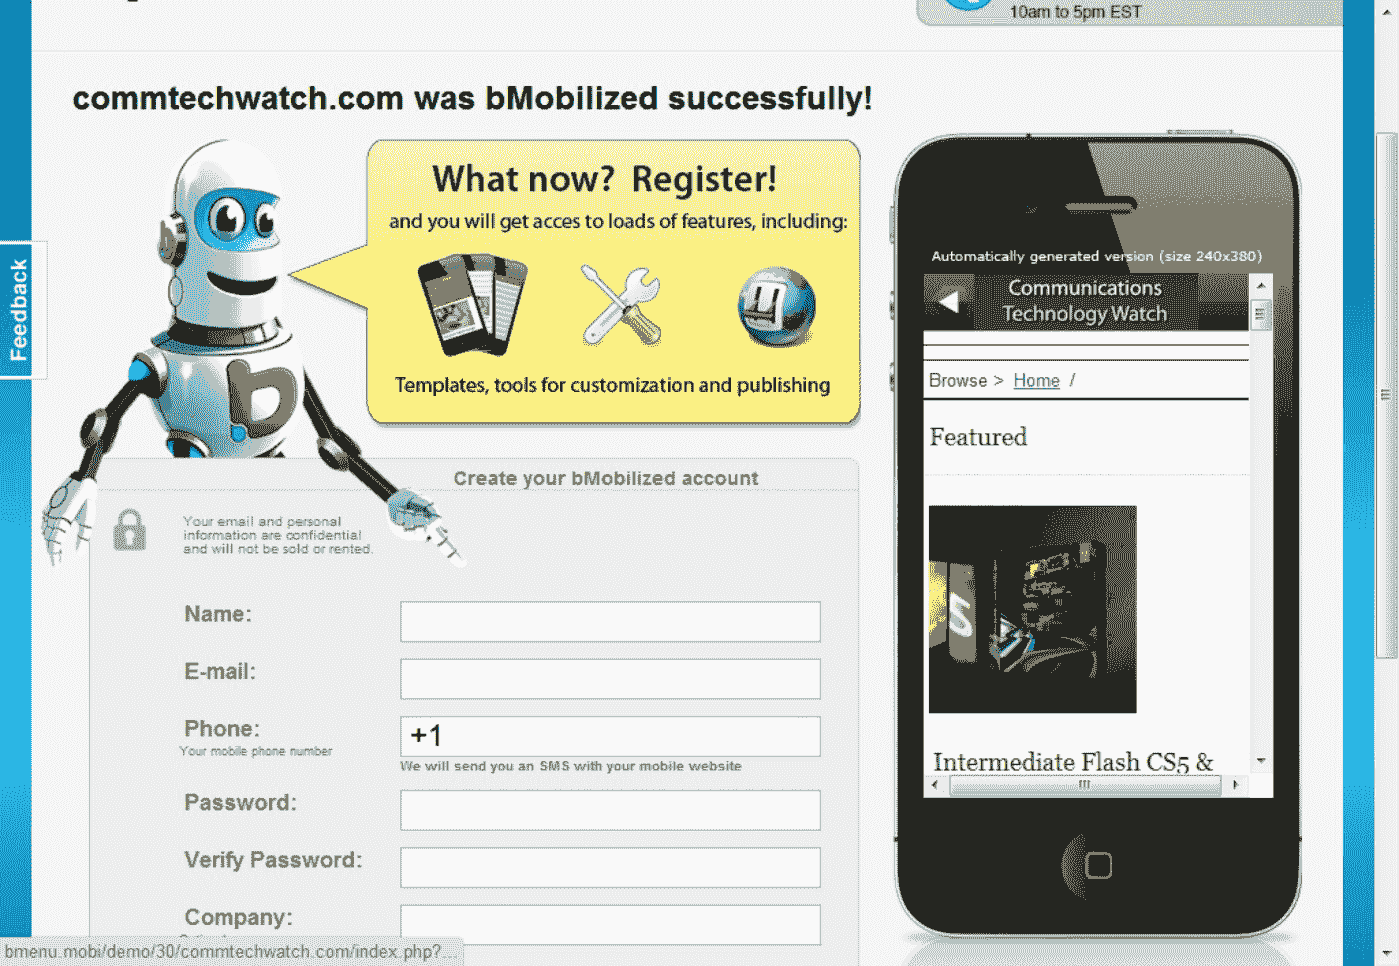 10am to 5pm EST
commtechwatch.com was bMobilized successfully!
What now? Register!
and you will get acces to loads of features, including:
Templates, tools for customization and publishing
Feedback
b
Create your bMobilized account
Your email and personal
information are confidential
and will not be sold or rented.
Name:
E-mail:
Phone:
Your mobile phone number
+1
We will send you an SMS with your mobile website
Password:
Verify Password:
Company:
Automatically generated version (size 240x380)
Communications
Technology Watch
Browse > Home /
Featured
5
Intermediate Flash CS5 &
bmenu.mobi/demo/30/commtechwatch.com/index.php?...